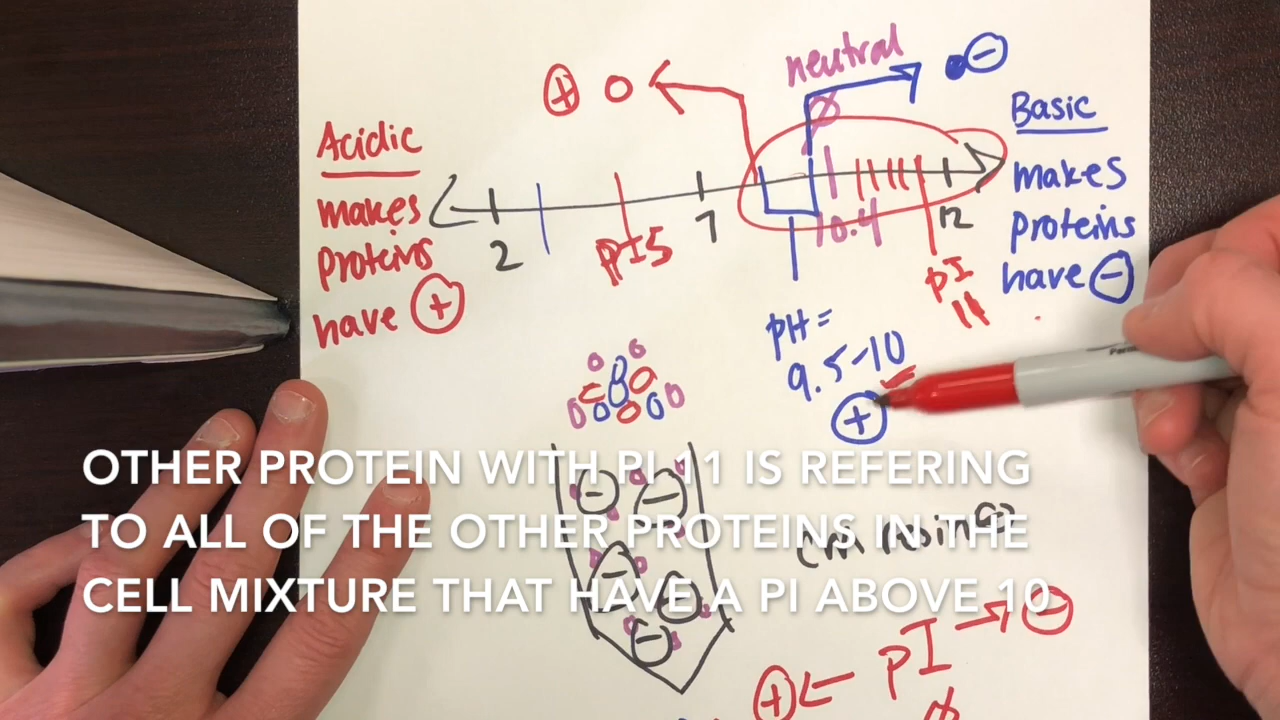 neutral
⊕ O
⊖
Ø
Acidic
makes
proteins
have ⊕
Basic
makes
proteins
have ⊖
2
pI 5
7
10.4
12
pI
11
pH =
9.5-10
⊕
OTHER PROTEIN WITH PI 11 IS REFERING
TO ALL OF THE OTHER PROTEINS IN THE
CELL MIXTURE THAT HAVE A PI ABOVE 10
⊕ ← pI → ⊖
Ø